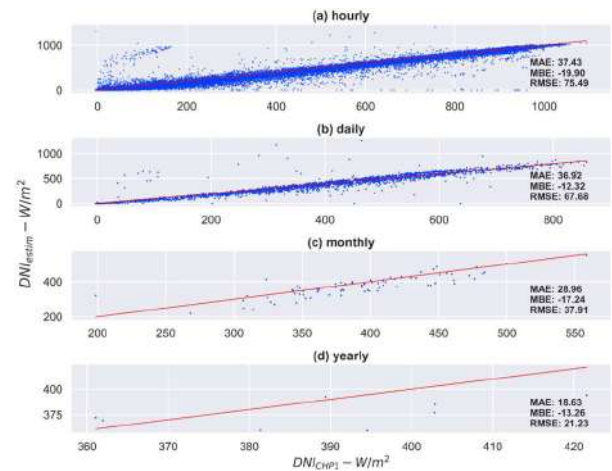 (a) hourly
1000
0
0
200
400
600
800
1000
MAE: 37.43
MBE: -19.90
RMSE: 75.49
(b) daily
1000
500
0
0
200
400
600
800
MAE: 36.92
MBE: -12.32
RMSE: 67.68
(c) monthly
400
200
200
250
300
350
400
450
500
550
MAE: 28.96
MBE: -17.24
RMSE: 37.91
(d) yearly
400
375
360
370
380
390
400
410
420
MAE: 18.63
MBE: -13.26
RMSE: 21.23
DNI_estim − W/m²
DNI_CHP1 − W/m²